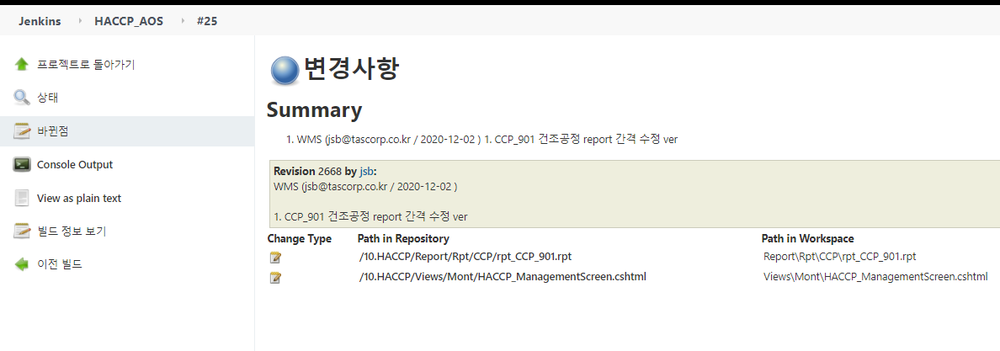 Jenkins HACCP_AOS #25
프로젝트로 돌아가기
상태
바뀐점
Console Output
View as plain text
빌드 정보 보기
이전 빌드
변경사항
Summary
1. WMS (jsb@tascorp.co.kr / 2020-12-02 ) 1. CCP_901 건조공정 report 간격 수정 ver
Revision 2668 by jsb:
WMS (jsb@tascorp.co.kr / 2020-12-02 )
1. CCP_901 건조공정 report 간격 수정 ver
Change Type Path in Repository Path in Workspace
/10.HACCP/Report/Rpt/CCP/rpt_CCP_901.rpt Report\Rpt\CCP\rpt_CCP_901.rpt
/10.HACCP/Views/Mont/HACCP_ManagementScreen.cshtml Views\Mont\HACCP_ManagementScreen.cshtml